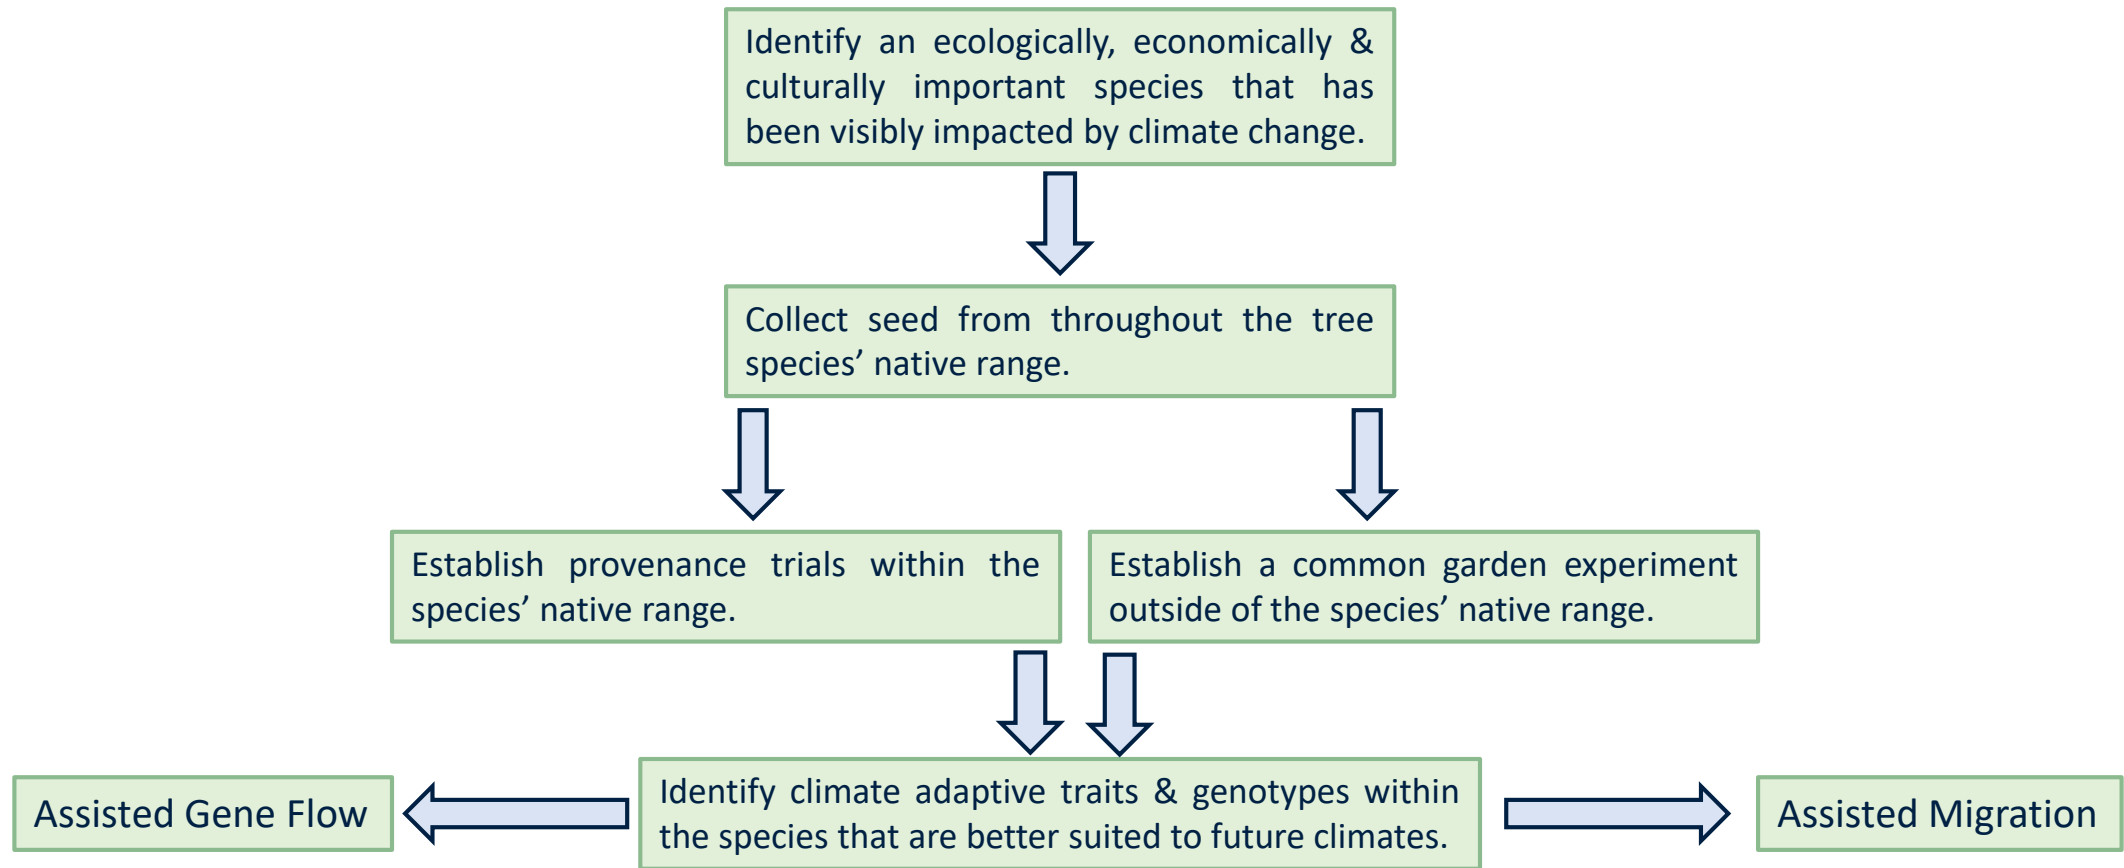 Identify an ecologically, economically &
culturally important species that has
been visibly impacted by climate change.
Collect seed from throughout the tree
species’ native range.
Establish provenance trials within the
species’ native range.
Establish a common garden experiment
outside of the species’ native range.
Assisted Gene Flow
Identify climate adaptive traits & genotypes within
the species that are better suited to future climates.
Assisted Migration